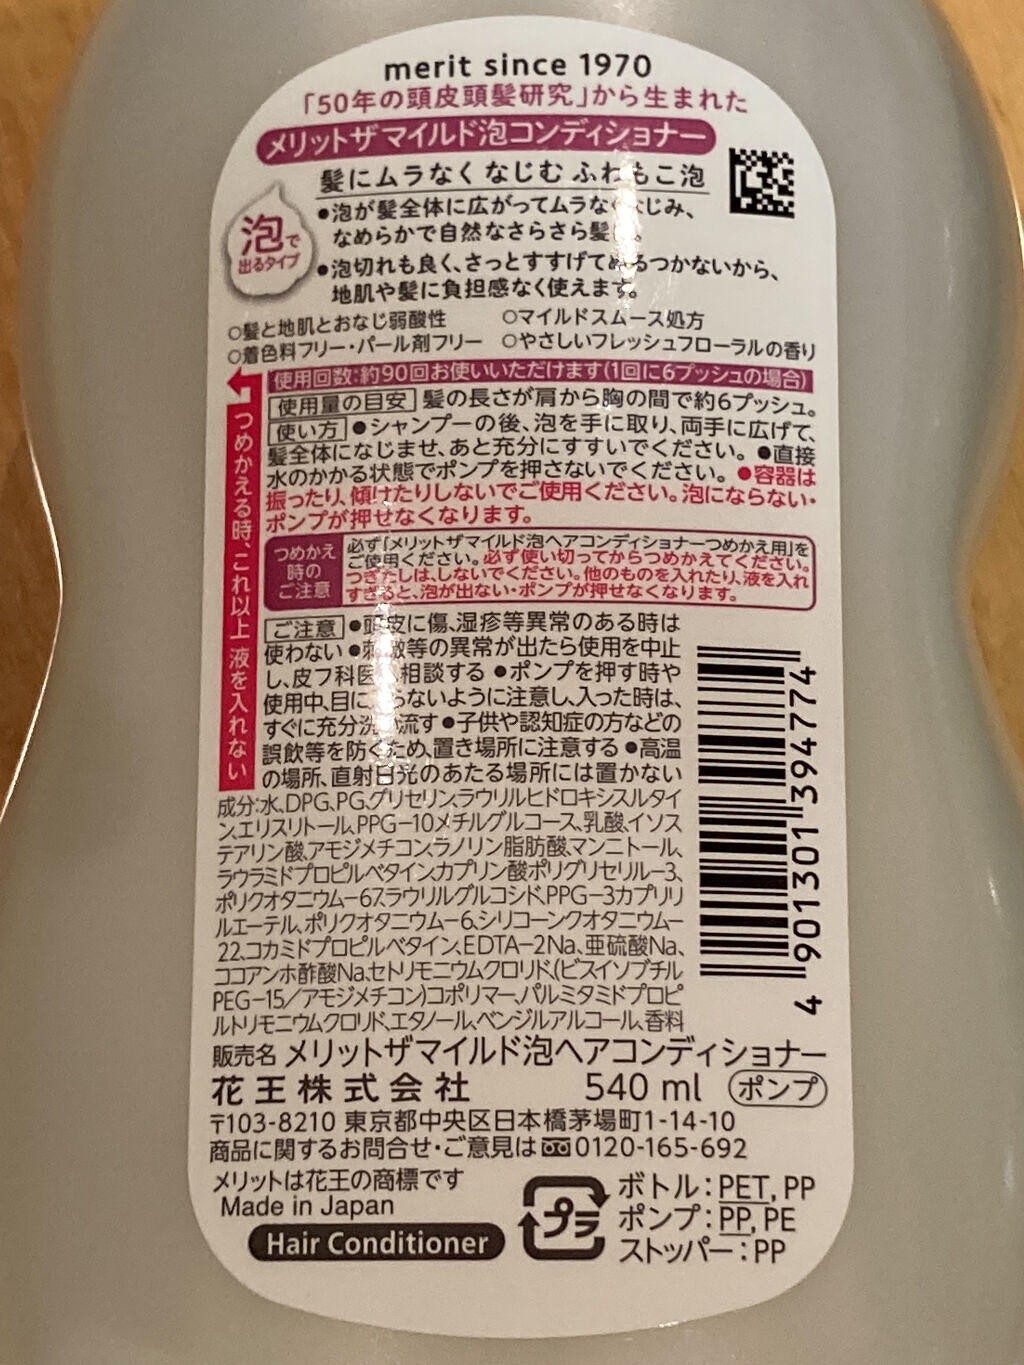 merit since 1970
「50年の頭皮頭髪研究」から生まれた
メリットザ マイルド泡コンディショナー
髪にムラなく なじむ ふわもこ泡
泡で
出るタイプ
●泡が髪全体に広がってムラなくなじみ、
なめらかで自然なさらさら髪に。
●泡切れも良く、さっとすすげてぬるつかないから、
地肌や髪に負担感なく使えます。
○髪と地肌とおなじ弱酸性 ○マイルドスムース処方
○着色料フリー・パール剤フリー ○やさしいフレッシュフローラルの香り
使用回数:約90回お使いいただけます(1回に6プッシュの場合)
使用量の目安 髪の長さが肩から胸の間で約6プッシュ。
使い方 ●シャンプーの後、泡を手に取り、両手に広げて、
髪全体になじませ、あと充分にすすいでください。 ●直接
水のかかる状態でポンプを押さないでください。 ●容器は
振ったり、傾けたりしないでご使用ください。泡にならない・
ポンプが押せなくなります。
つめかえる時、これ以上 液を入れない
つめかえ
時の
ご注意
必ず「メリットザマイルド泡ヘアコンディショナーつめかえ用」を
ご使用ください。必ず使い切ってからつめかえてください。
つぎたしは、しないでください。他のものを入れたり、液を入れ
すぎると、泡が出ない・ポンプが押せなくなります。
ご注意 ●頭皮に傷、湿疹等異常のある時は
使わない ●刺激等の異常が出たら使用を中止
し、皮フ科医へ相談する ●ポンプを押す時や
使用中、目に入らないように注意し、入った時は、
すぐに充分洗い流す ●子供や認知症の方などの
誤飲等を防ぐため、置き場所に注意する ●高温
の場所、直射日光のあたる場所には置かない
成分:水、DPG、PG、グリセリン、ラウリルヒドロキシスルタイ
ン、エリスリトール、PPG-10メチルグルコース、乳酸、イソス
テアリン酸、アモジメチコン、ラノリン脂肪酸、マンニトール、
ラウラミドプロピルベタイン、カプリン酸ポリグリセリル-3、
ポリクオタニウム-67、ラウリルグルコシド、PPG-3カプリリ
ルエーテル、ポリクオタニウム-6、シリコーンクオタニウム-
22、コカミドプロピルベタイン、EDTA-2Na、亜硫酸Na、
ココアンホ酢酸Na、セトリモニウムクロリド、(ビスイソブチル
PEG-15/アモジメチコン)コポリマー、パルミタミドプロピ
ルトリモニウムクロリド、エタノール、ベンジルアルコール、香料
4 901301 394774
販売名 メリットザマイルド泡ヘアコンディショナー
花王株式会社 540 ml ポンプ
〒103-8210 東京都中央区日本橋茅場町1-14-10
商品に関するお問合せ・ご意見は 0120-165-692
メリットは花王の商標です
Made in Japan
Hair Conditioner
プラ
ボトル:PET, PP
ポンプ:PP, PE
ストッパー:PP